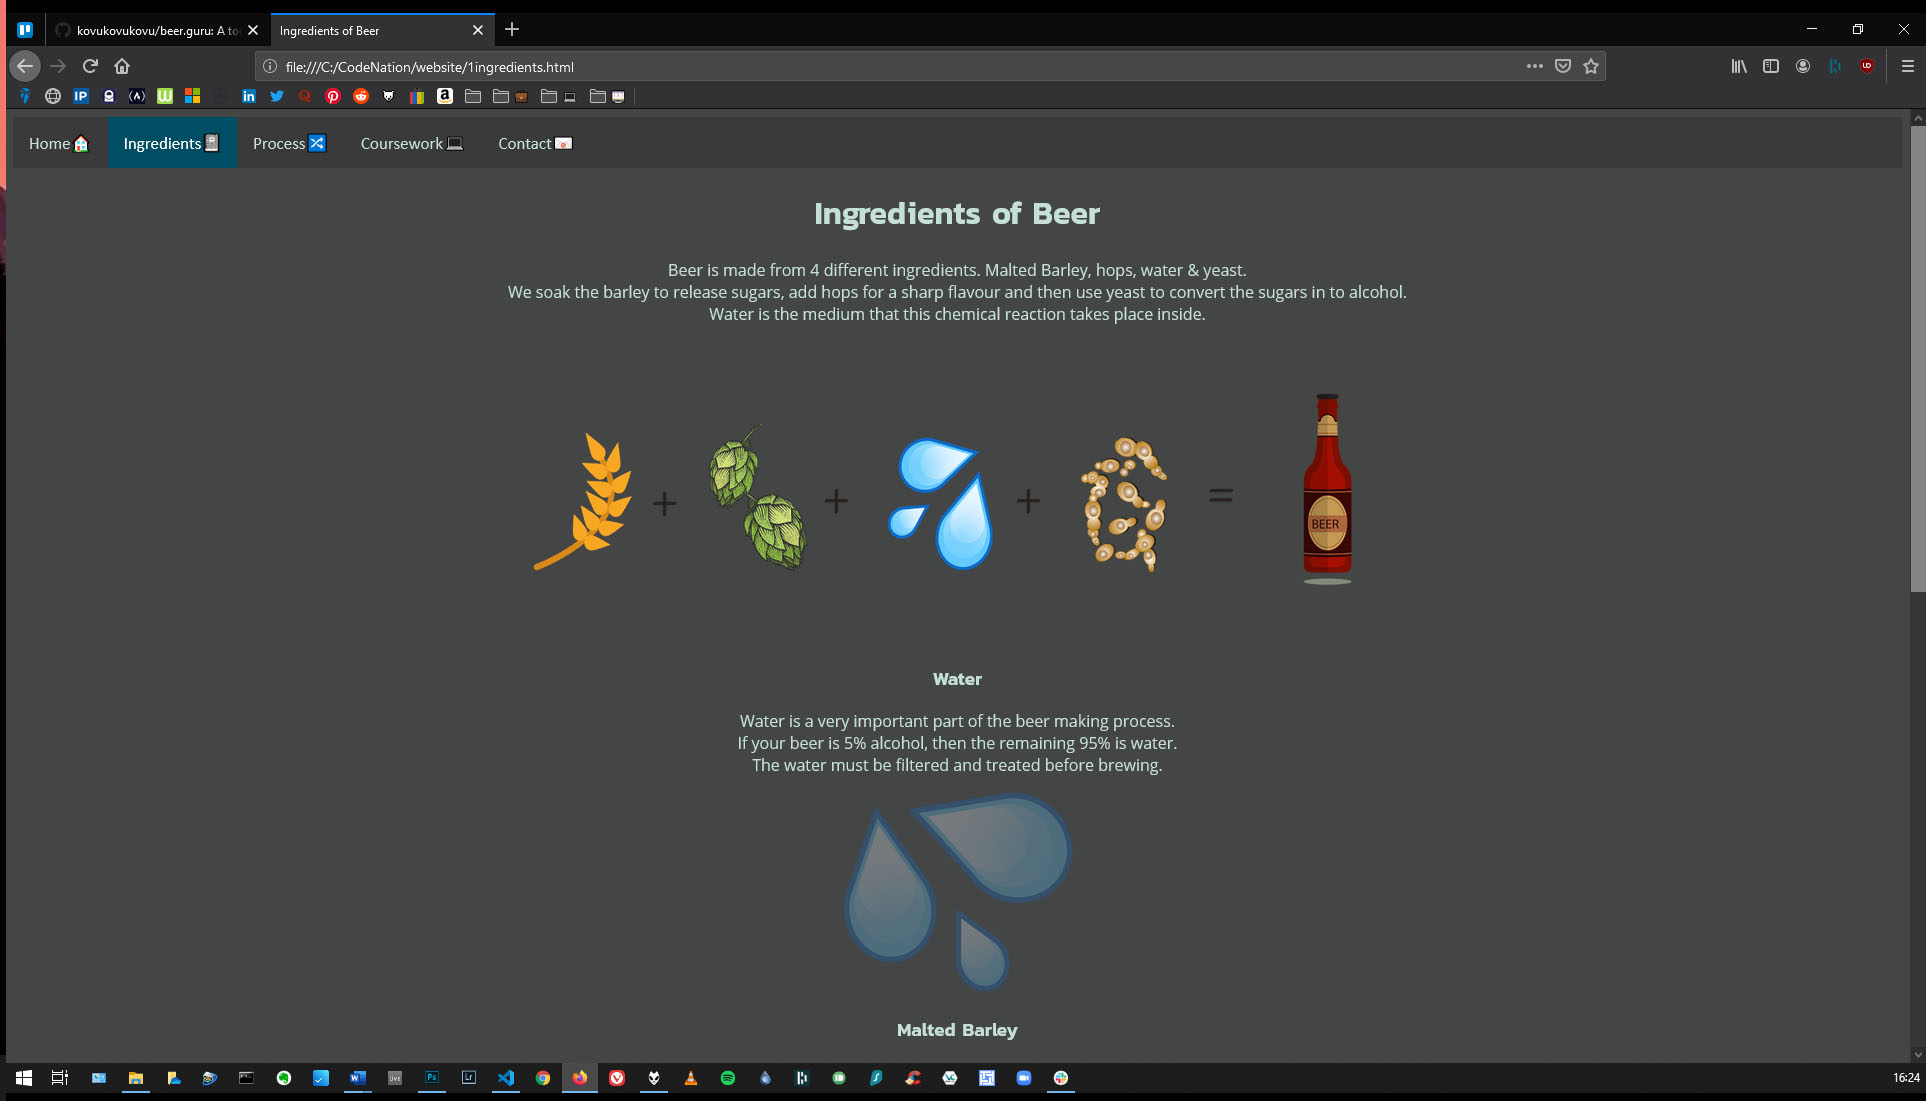 kovukovukovu/beer.guru: A to
Ingredients of Beer
file:///C:/CodeNation/website/1ingredients.html
Home
Ingredients
Process
Coursework
Contact
Ingredients of Beer
Beer is made from 4 different ingredients. Malted Barley, hops, water & yeast.
We soak the barley to release sugars, add hops for a sharp flavour and then use yeast to convert the sugars in to alcohol.
Water is the medium that this chemical reaction takes place inside.
+ + + =
BEER
Water
Water is a very important part of the beer making process.
If your beer is 5% alcohol, then the remaining 95% is water.
The water must be filtered and treated before brewing.
Malted Barley
16:24